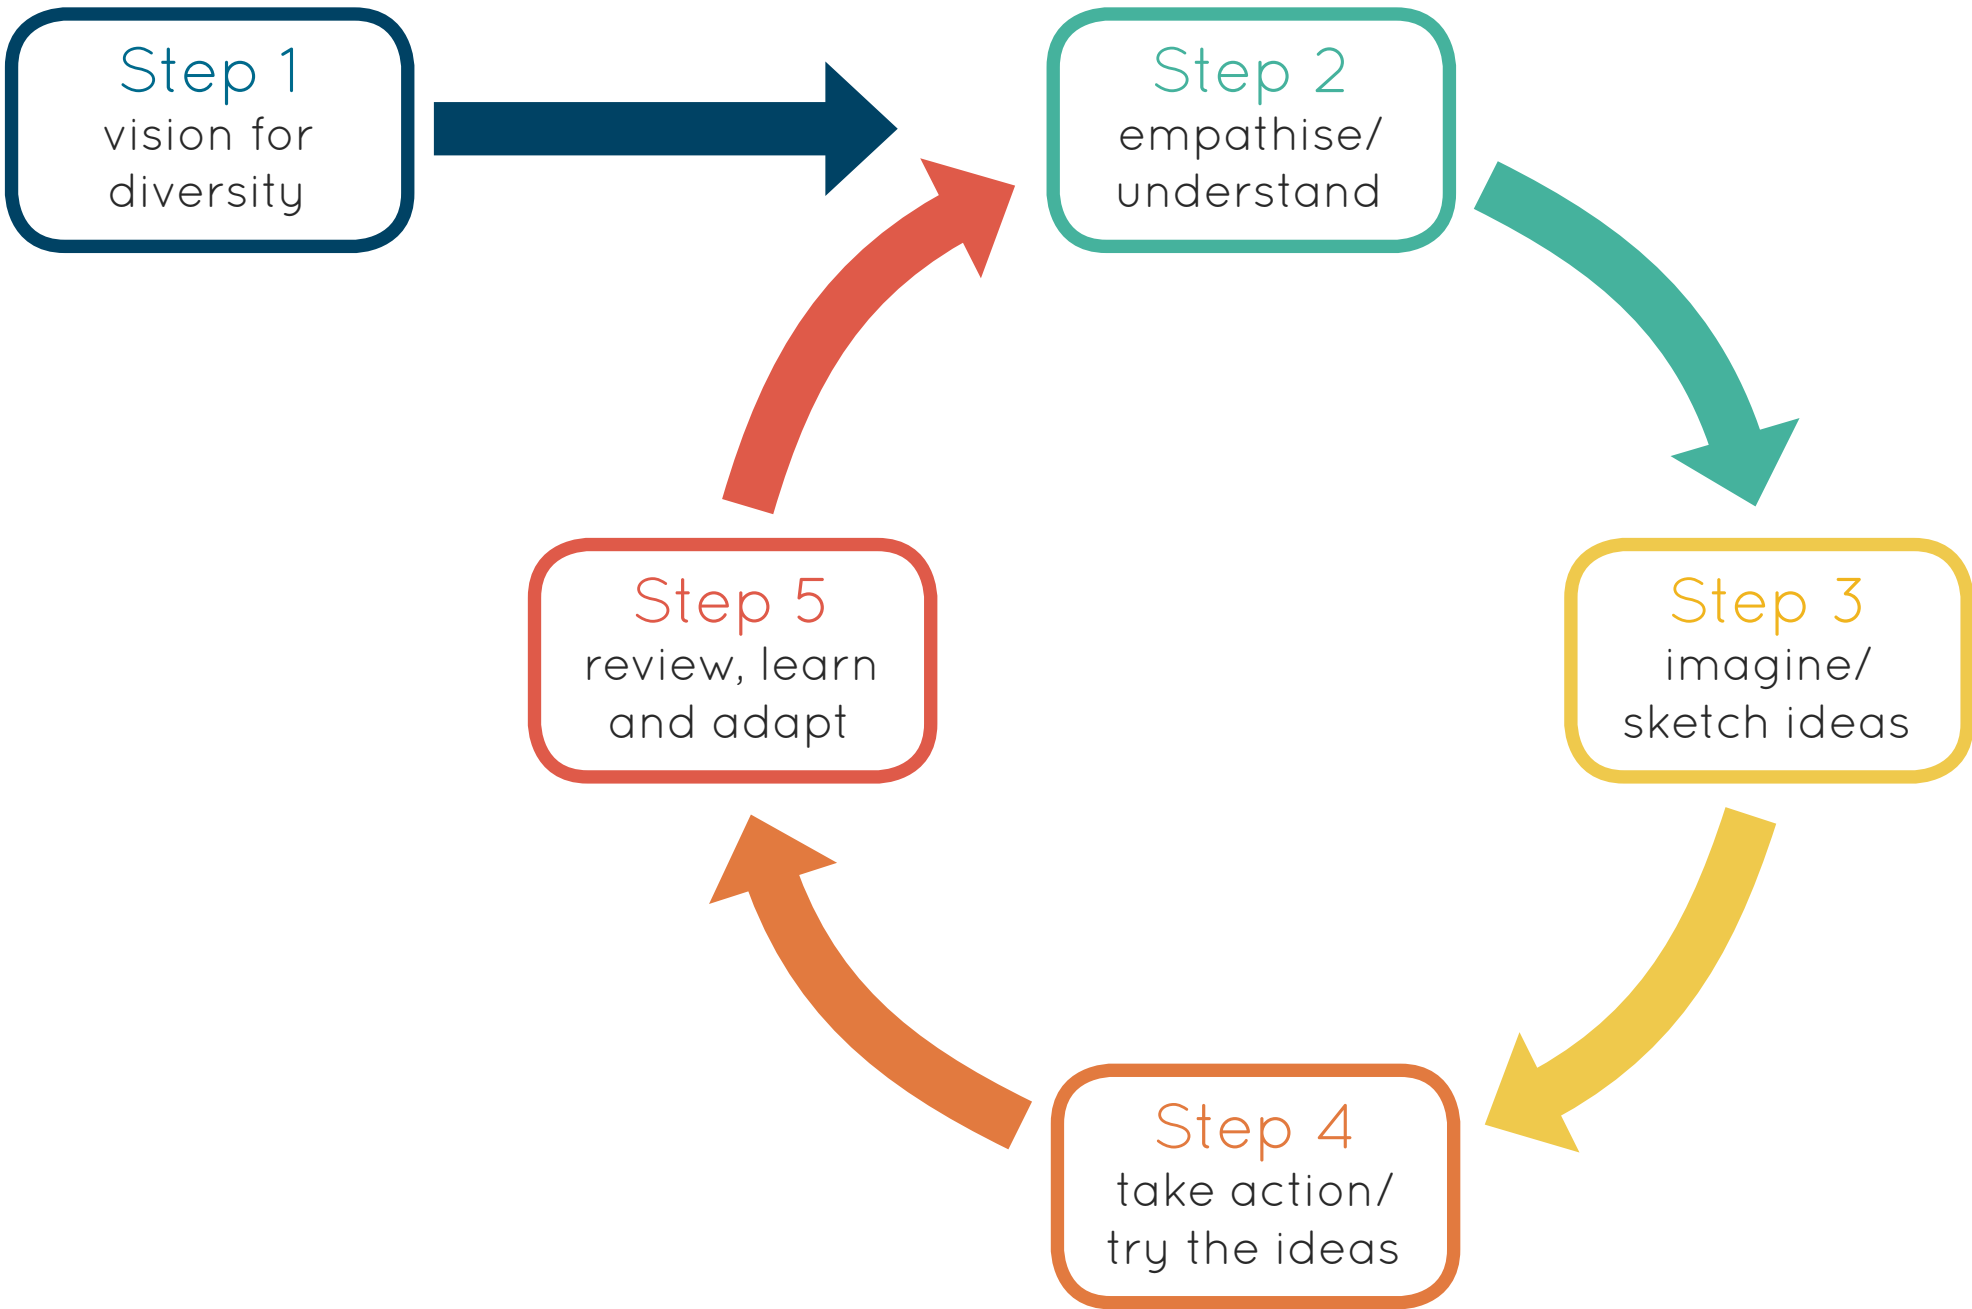 Step 1
vision for
diversity
Step 2
empathise/
understand
Step 3
imagine/
sketch ideas
Step 4
take action/
try the ideas
Step 5
review, learn
and adapt